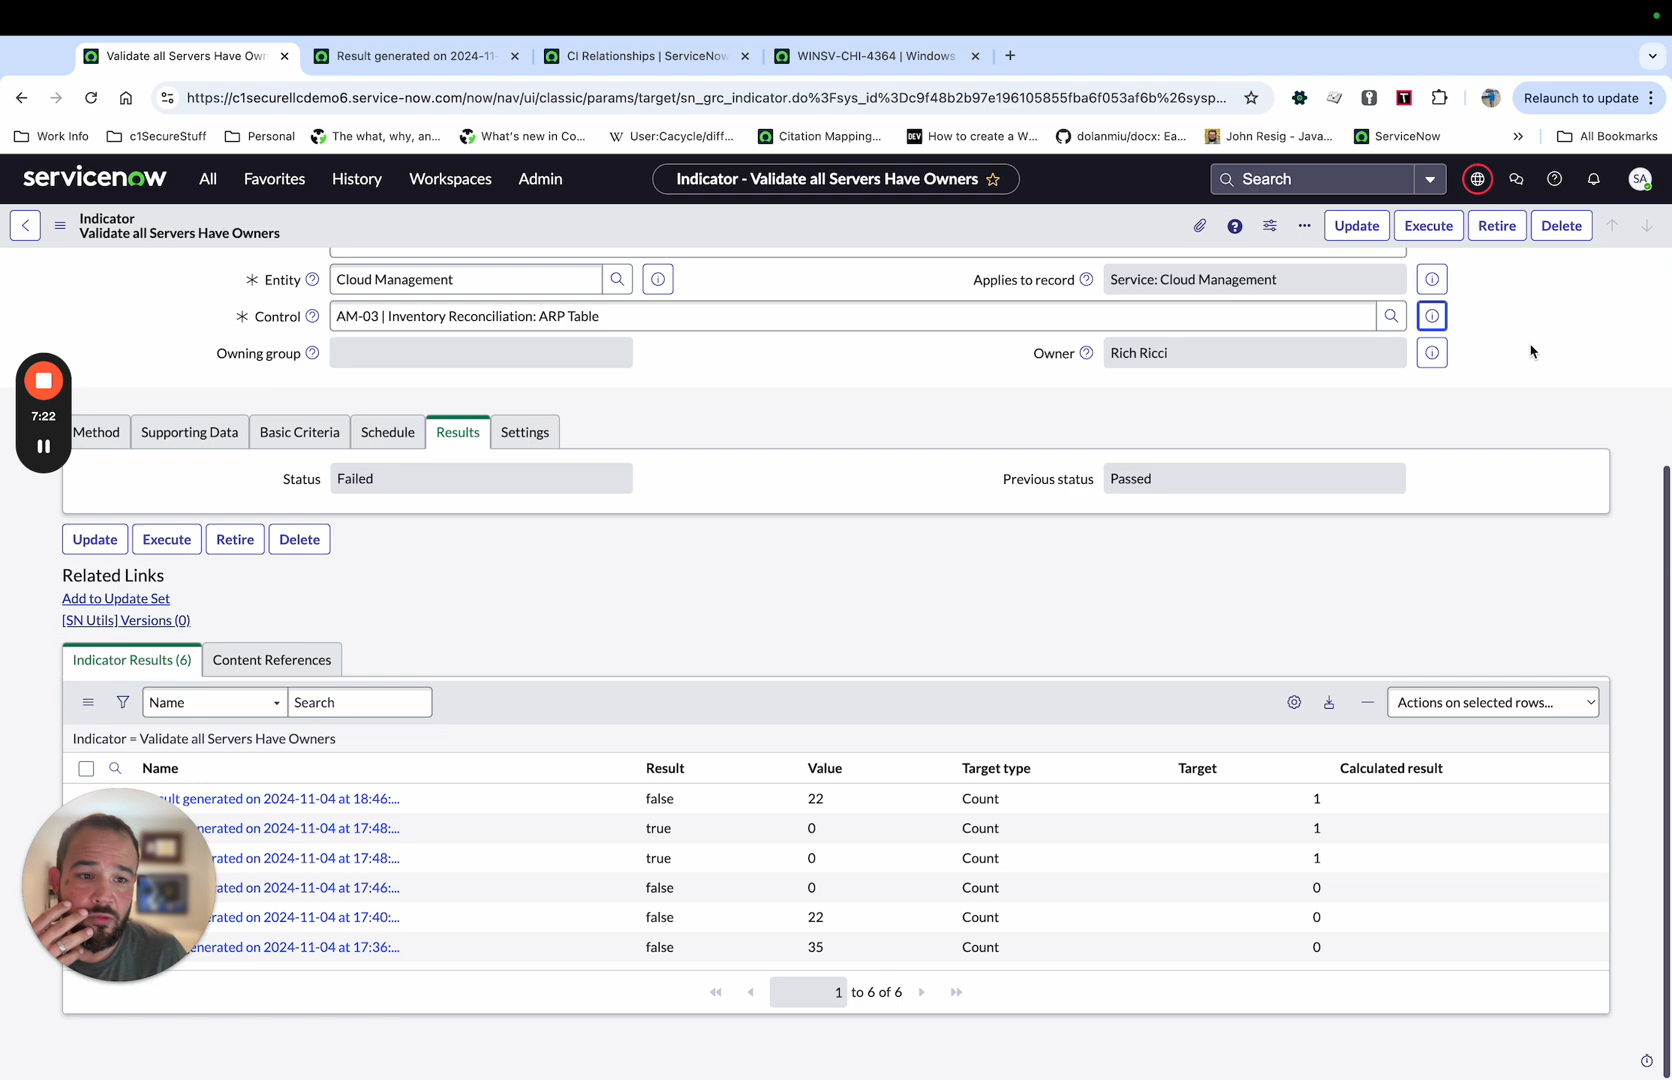 Validate all Servers Have Own
Result generated on 2024-11-
CI Relationships | ServiceNow
WINSV-CHI-4364 | Windows
https://c1securellcdemo6.service-now.com/now/nav/ui/classic/params/target/sn_grc_indicator.do%3Fsys_id%3Dc9f48b2b97e196105855fba6f053af6b%26sysp...
Relaunch to update
Work Info
c1SecureStuff
Personal
The what, why, an...
What's new in Co...
User:Cacycle/diff...
Citation Mapping...
How to create a W...
dolanmiu/docx: Ea...
John Resig - Java...
ServiceNow
All Bookmarks
servicenow
All
Favorites
History
Workspaces
Admin
Indicator - Validate all Servers Have Owners
Search
SA
Indicator
Validate all Servers Have Owners
Update
Execute
Retire
Delete
Entity
Cloud Management
Applies to record
Service: Cloud Management
Control
AM-03 | Inventory Reconciliation: ARP Table
Owning group
Owner
Rich Ricci
7:22
Method
Supporting Data
Basic Criteria
Schedule
Results
Settings
Status
Failed
Previous status
Passed
Update
Execute
Retire
Delete
Related Links
Add to Update Set
[SN Utils] Versions (0)
Indicator Results (6)
Content References
Name
Search
Actions on selected rows...
Indicator = Validate all Servers Have Owners
Name Result Value Target type Target Calculated result
ult generated on 2024-11-04 at 18:46:... false 22 Count 1
nerated on 2024-11-04 at 17:48:... true 0 Count 1
rated on 2024-11-04 at 17:48:... true 0 Count 1
rated on 2024-11-04 at 17:46:... false 0 Count 0
rated on 2024-11-04 at 17:40:... false 22 Count 0
enerated on 2024-11-04 at 17:36:... false 35 Count 0
1 to 6 of 6